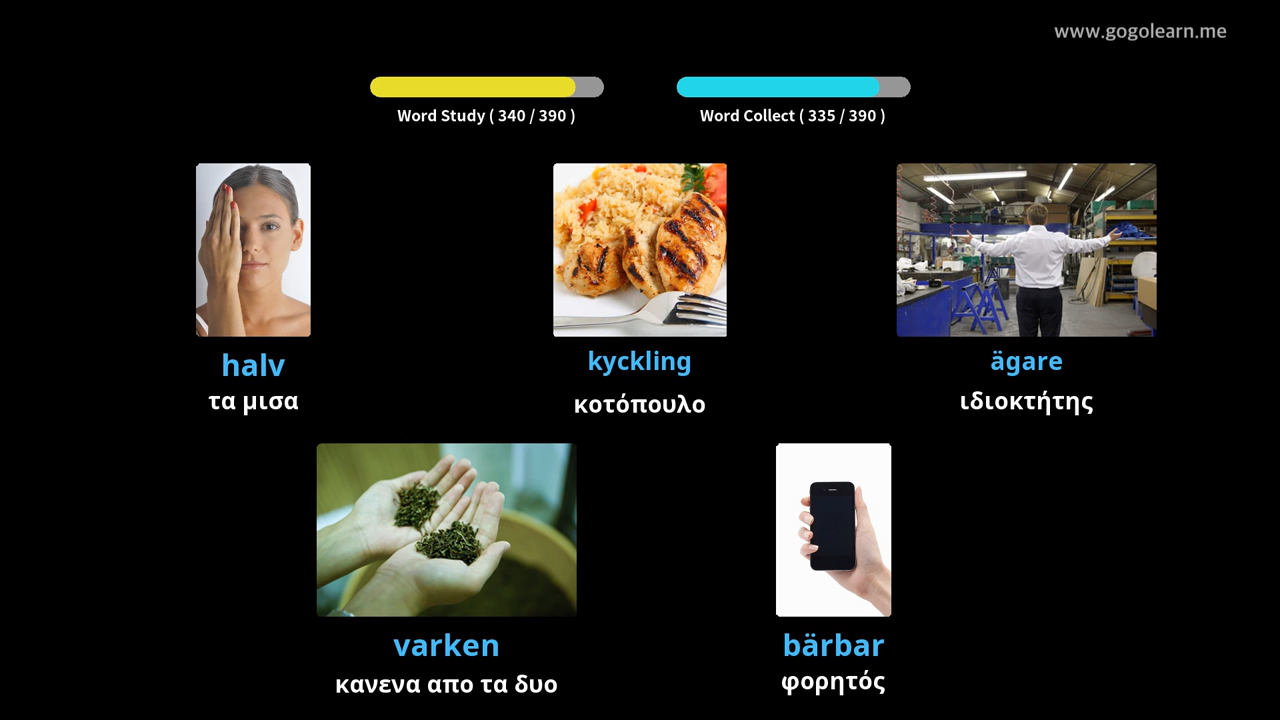 www.gogolearn.me
Word Study ( 340 / 390 )
Word Collect ( 335 / 390 )
halv
τα μισα
kyckling
κοτόπουλο
ägare
ιδιοκτήτης
varken
κανενα απο τα δυο
bärbar
φορητός